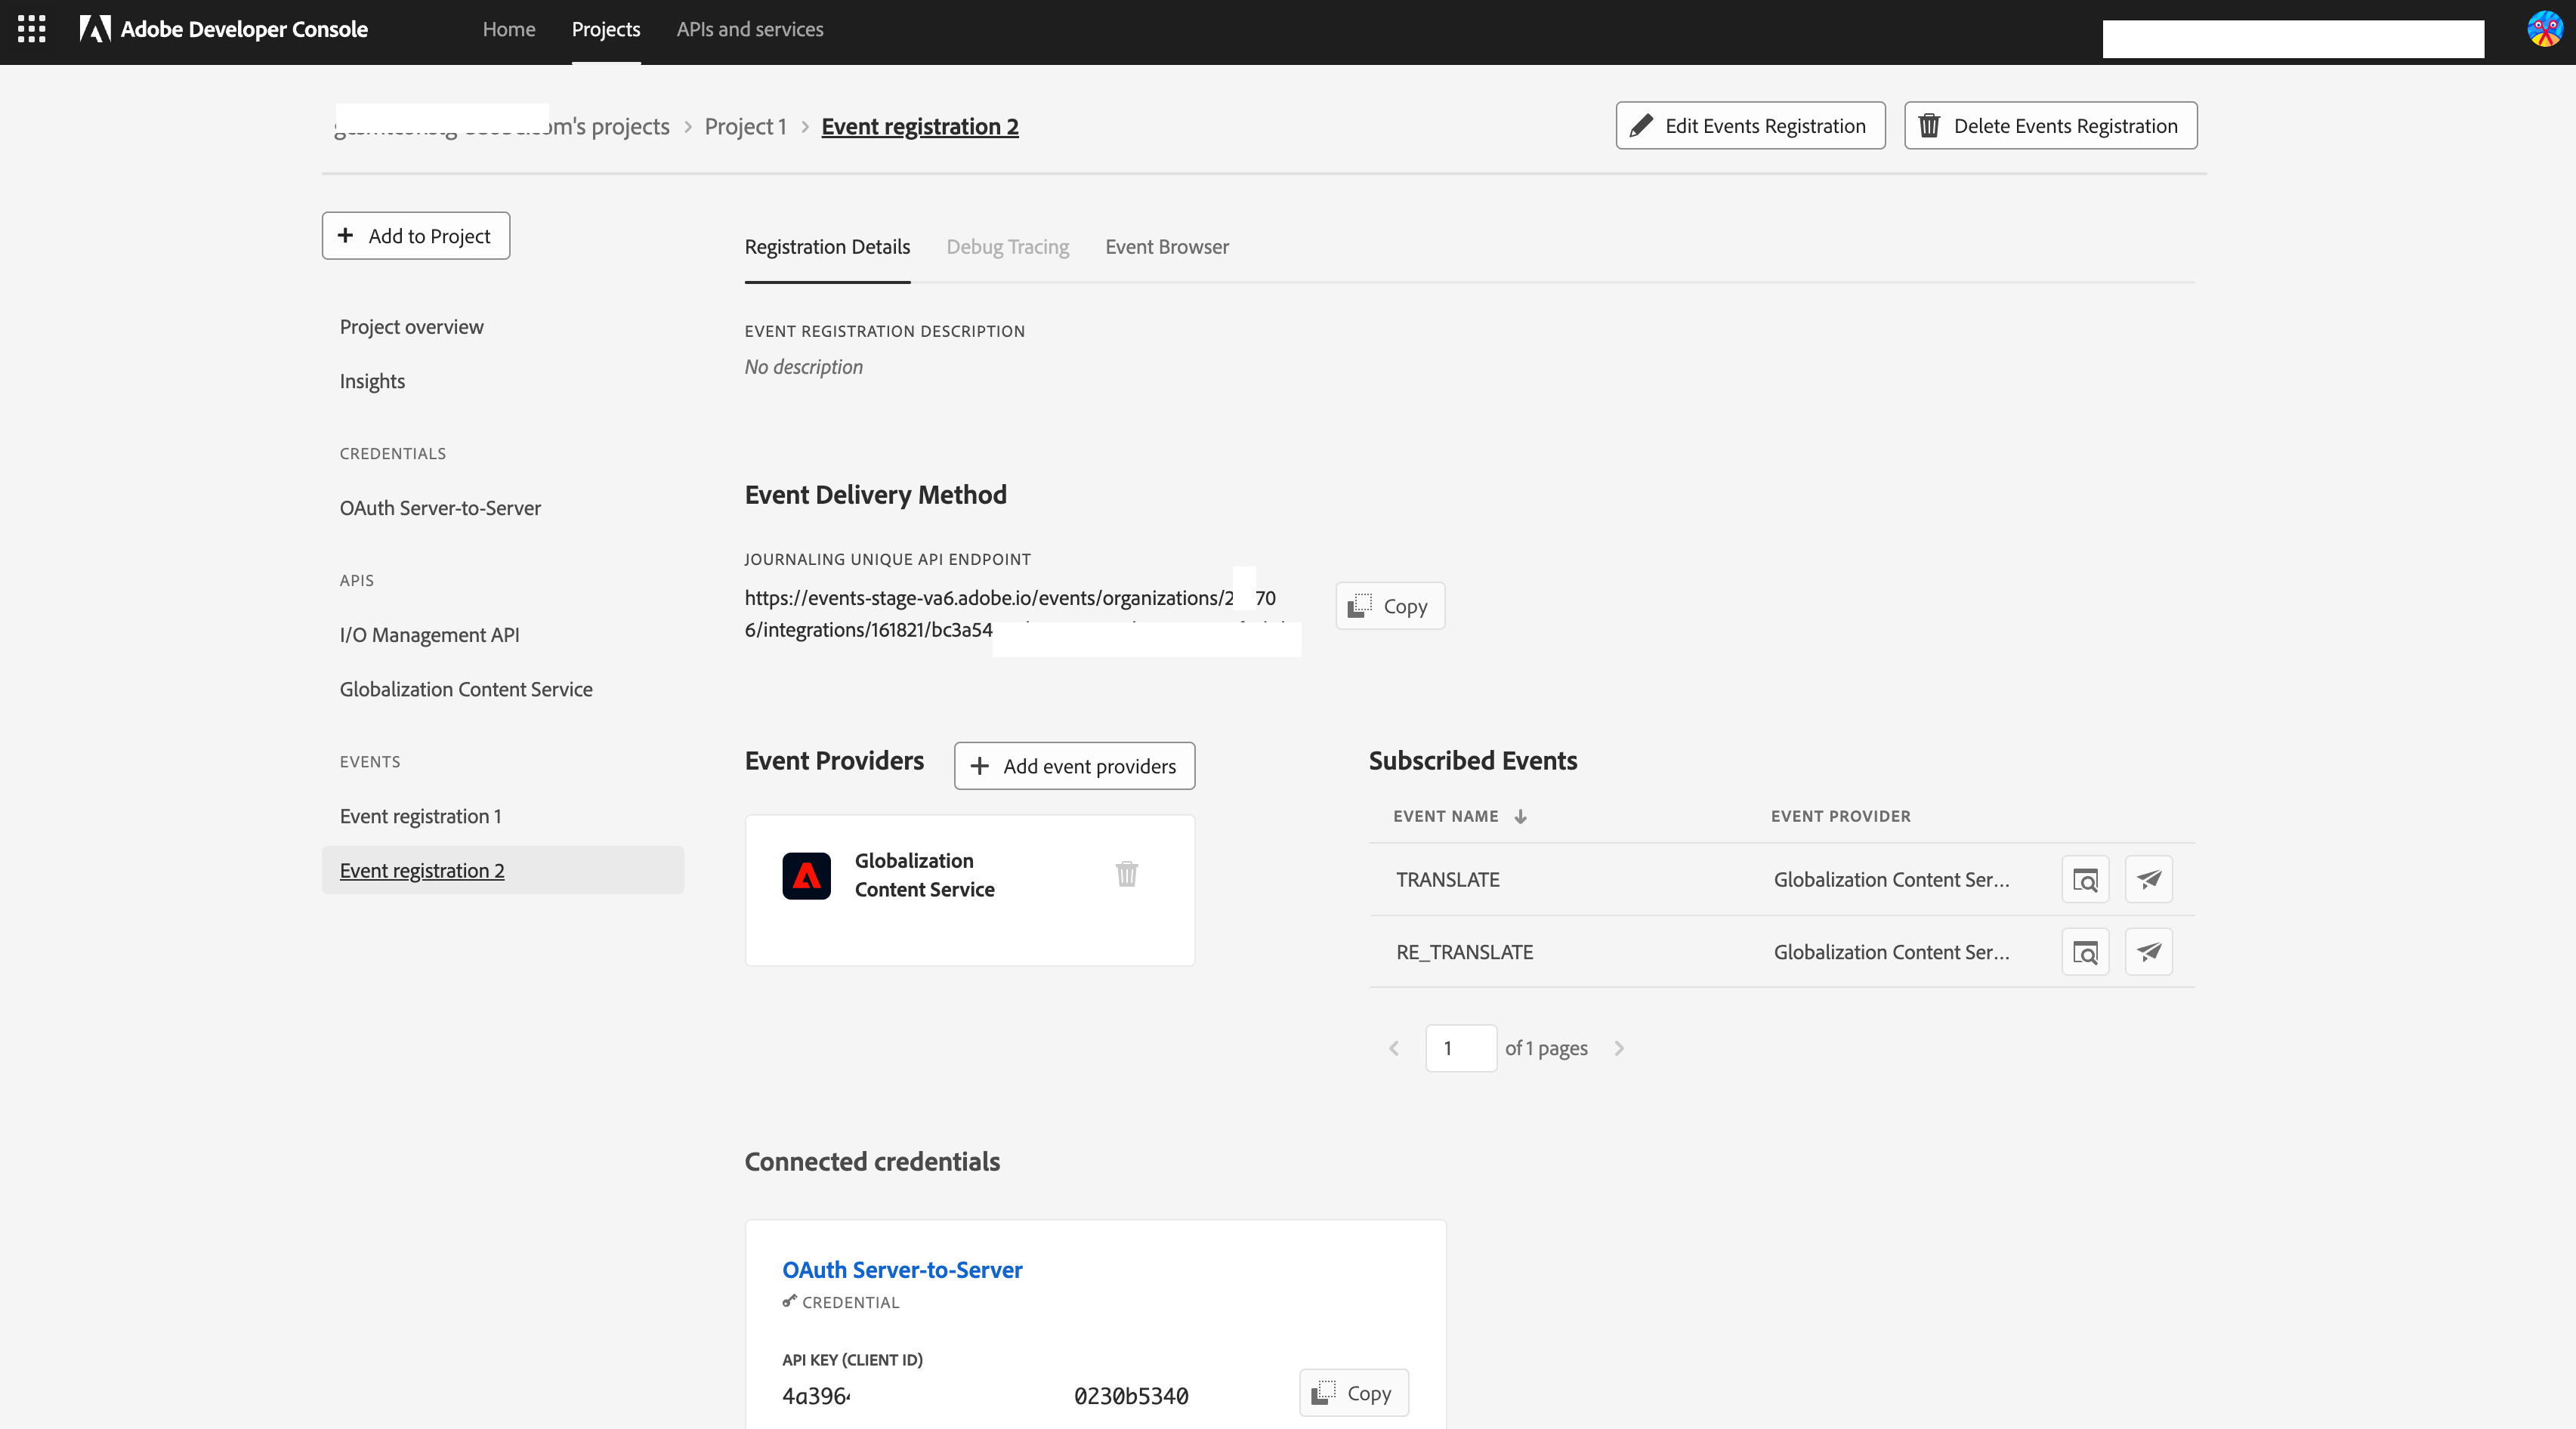 Adobe Developer Console
Home
Projects
APIs and services
m's projects
Project 1
Event registration 2
Edit Events Registration
Delete Events Registration
Add to Project
Registration Details
Debug Tracing
Event Browser
Project overview
Insights
CREDENTIALS
OAuth Server-to-Server
APIS
I/O Management API
Globalization Content Service
EVENTS
Event registration 1
Event registration 2
EVENT REGISTRATION DESCRIPTION
No description
Event Delivery Method
JOURNALING UNIQUE API ENDPOINT
https://events-stage-va6.adobe.io/events/organizations/2 70
6/integrations/161821/bc3a54
Copy
Event Providers
Add event providers
Globalization
Content Service
Subscribed Events
EVENT NAME
EVENT PROVIDER
TRANSLATE
Globalization Content Ser...
RE_TRANSLATE
Globalization Content Ser...
1
of 1 pages
Connected credentials
OAuth Server-to-Server
CREDENTIAL
API KEY (CLIENT ID)
4a396 0230b5340
Copy